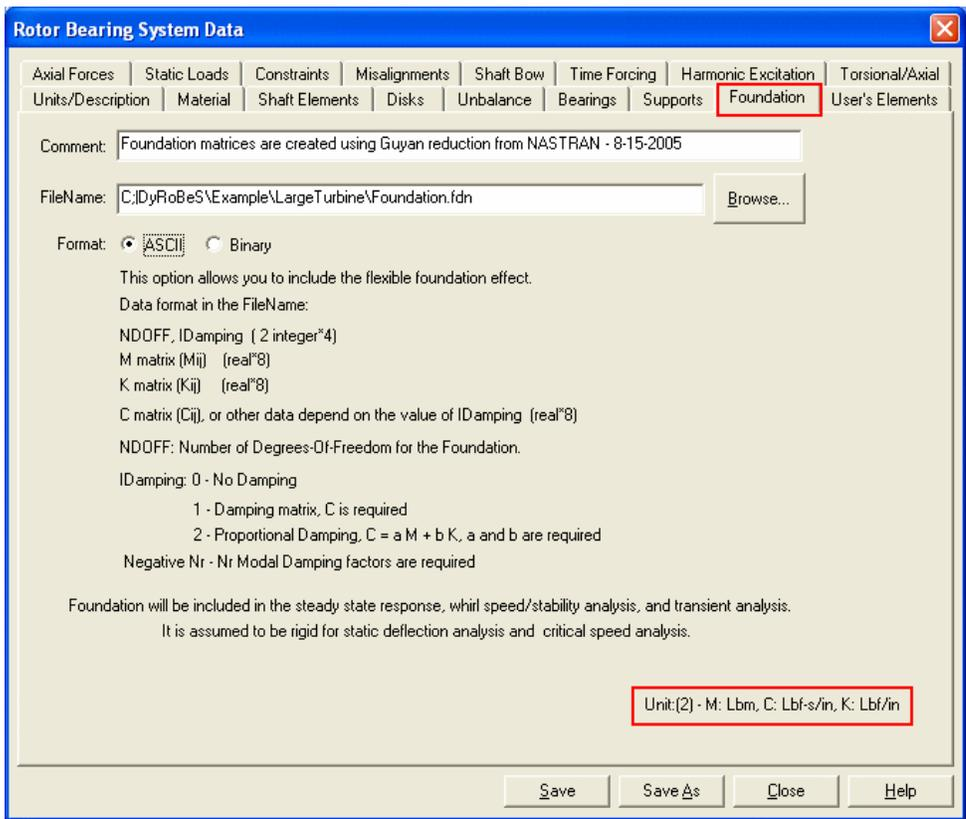 Rotor Bearing System Data
Axial Forces Static Loads Constraints Misalignments Shaft Bow Time Forcing Harmonic Excitation Torsional/Axial
Units/Description Material Shaft Elements Disks Unbalance Bearings Supports Foundation User's Elements
Comment: Foundation matrices are created using Guyan reduction from NASTRAN - 8-15-2005
FileName: C;|DyRoBeS\Example\LargeTurbine\Foundation.fdn Browse...
Format: ASCII Binary
This option allows you to include the flexible foundation effect.
Data format in the FileName:
NDOFF, IDamping ( 2 integer*4)
M matrix (Mij) (real*8)
K matrix (Kij) (real*8)
C matrix (Cij), or other data depend on the value of IDamping (real*8)
NDOFF: Number of Degrees-Of-Freedom for the Foundation.
IDamping: 0 - No Damping
1 - Damping matrix, C is required
2 - Proportional Damping, C = a M + b K, a and b are required
Negative Nr - Nr Modal Damping factors are required
Foundation will be included in the steady state response, whirl speed/stability analysis, and transient analysis.
It is assumed to be rigid for static deflection analysis and critical speed analysis.
Unit:(2) - M: Lbm, C: Lbf-s/in, K: Lbf/in
Save Save As Close Help